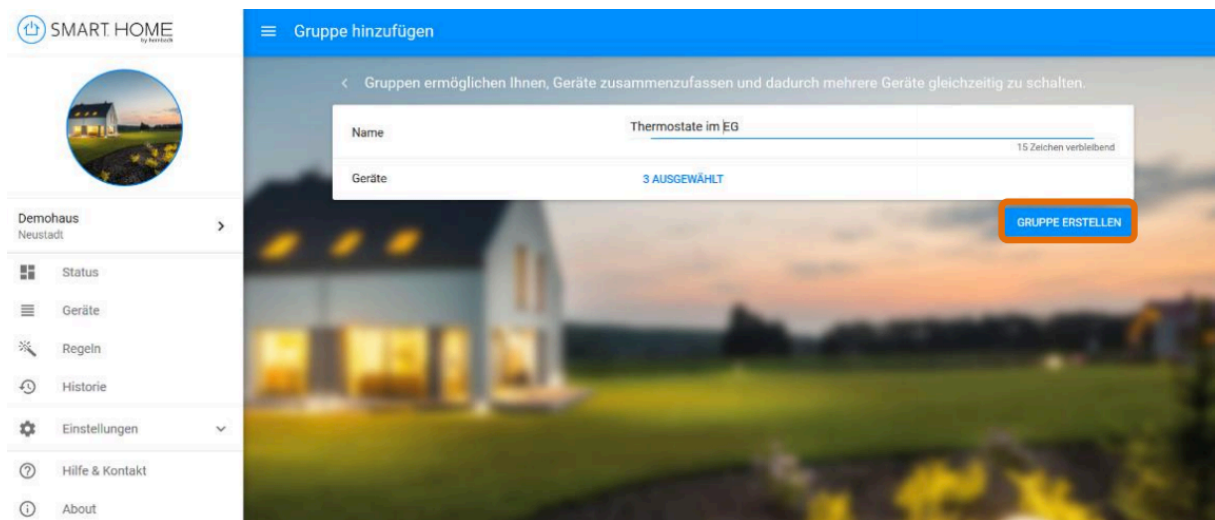 SMART HOME
by hornbach
Gruppe hinzufügen
< Gruppen ermöglichen Ihnen, Geräte zusammenzufassen und dadurch mehrere Geräte gleichzeitig zu schalten.
Name
Thermostate im EG
15 Zeichen verbleibend
Geräte
3 AUSGEWÄHLT
GRUPPE ERSTELLEN
Demohaus
Neustadt
Status
Geräte
Regeln
Historie
Einstellungen
Hilfe & Kontakt
About